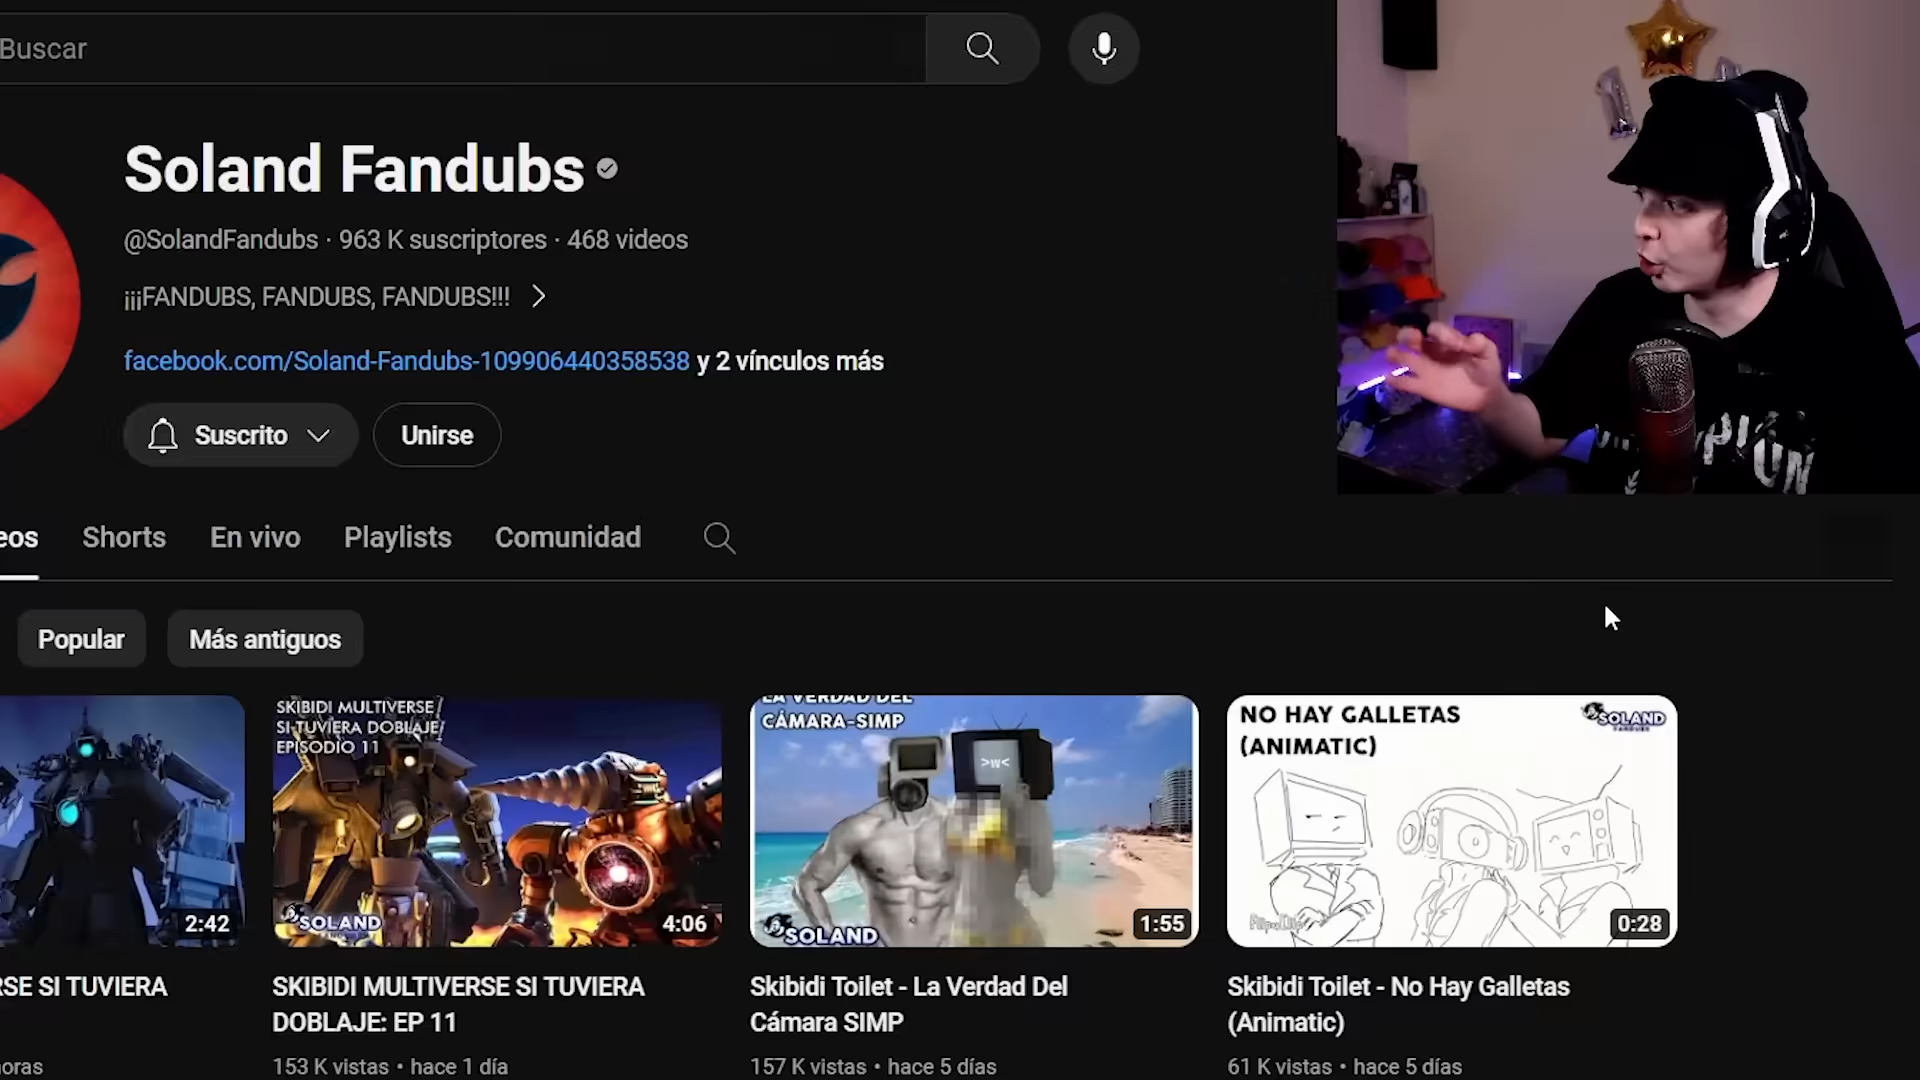 Buscar
Soland Fandubs
@SolandFandubs · 963 K suscriptores · 468 videos
¡¡¡FANDUBS, FANDUBS, FANDUBS!!!
facebook.com/Soland-Fandubs-109906440358538 y 2 vínculos más
Suscrito
Unirse
eos
Shorts
En vivo
Playlists
Comunidad
Popular
Más antiguos
2:42
SKIBIDI MULTIVERSE
SI TUVIERA DOBLAJE
EPISODIO 11
SOLAND
4:06
LA VERDAD DEL
CÁMARA-SIMP
>w<
SOLAND
1:55
NO HAY GALLETAS
(ANIMATIC)
SOLAND
FANDUBS
0:28
RSE SI TUVIERA
SKIBIDI MULTIVERSE SI TUVIERA
DOBLAJE: EP 11
Skibidi Toilet - La Verdad Del
Cámara SIMP
Skibidi Toilet - No Hay Galletas
(Animatic)
oras
153 K vistas • hace 1 día
157 K vistas • hace 5 días
61 K vistas • hace 5 días